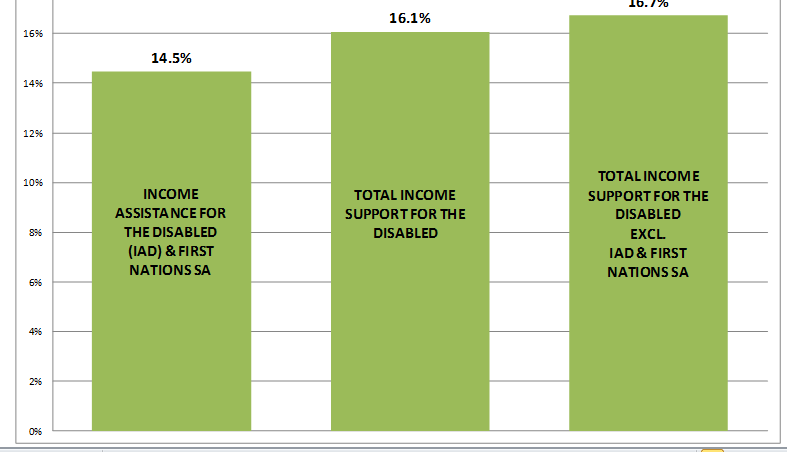 16.7%
16.1%
16%
14.5%
14%
12%
10%
8%
6%
4%
2%
0%
INCOME
ASSISTANCE FOR
THE DISABLED
(IAD) & FIRST
NATIONS SA
TOTAL INCOME
SUPPORT FOR THE
DISABLED
TOTAL INCOME
SUPPORT FOR THE
DISABLED
EXCL.
IAD & FIRST
NATIONS SA